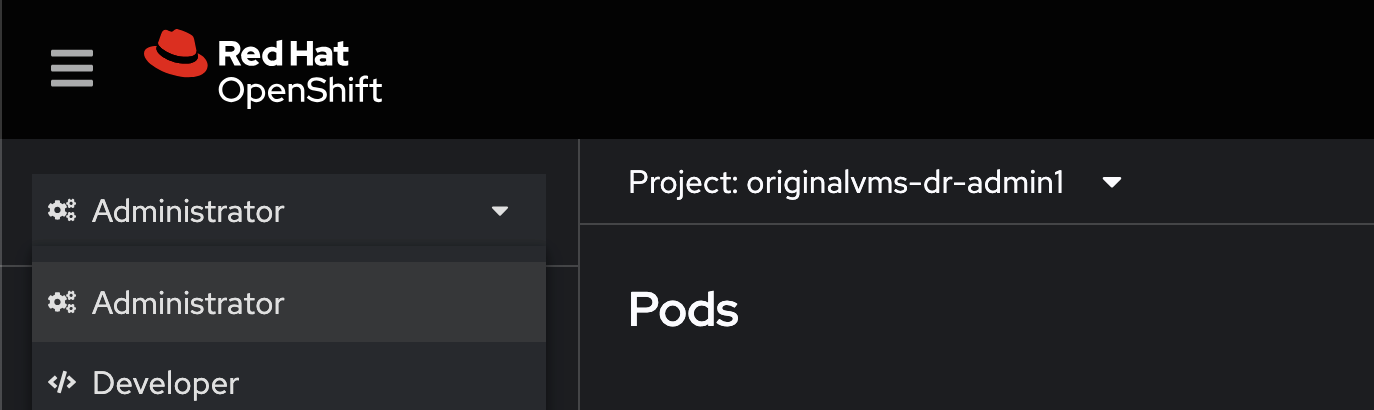 Red Hat
OpenShift
Administrator
Project: originalvms-dr-admin1
Administrator
Developer
Pods